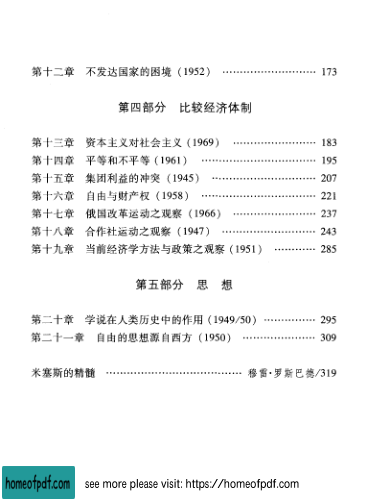 第十二章 不发达国家的困境（1952） ………………………… 173
第四部分 比较经济体制
第十三章 资本主义对社会主义（1969） …………………… 183
第十四章 平等和不平等（1961） …………………………… 195
第十五章 集团利益的冲突（1945） ………………………… 207
第十六章 自由与财产权（1958） …………………………… 221
第十七章 俄国改革运动之观察（1966） …………………… 237
第十八章 合作社运动之观察（1947） ……………………… 243
第十九章 当前经济学方法与政策之观察（1951） ………… 285
第五部分 思 想
第二十章 学说在人类历史中的作用（1949/50） ………… 295
第二十一章 自由的思想源自西方（1950） ………………… 309
米塞斯的精髓 ………………………………… 穆雷·罗斯巴德/319
homeofpdf.com see more please visit: https://homeofpdf.com